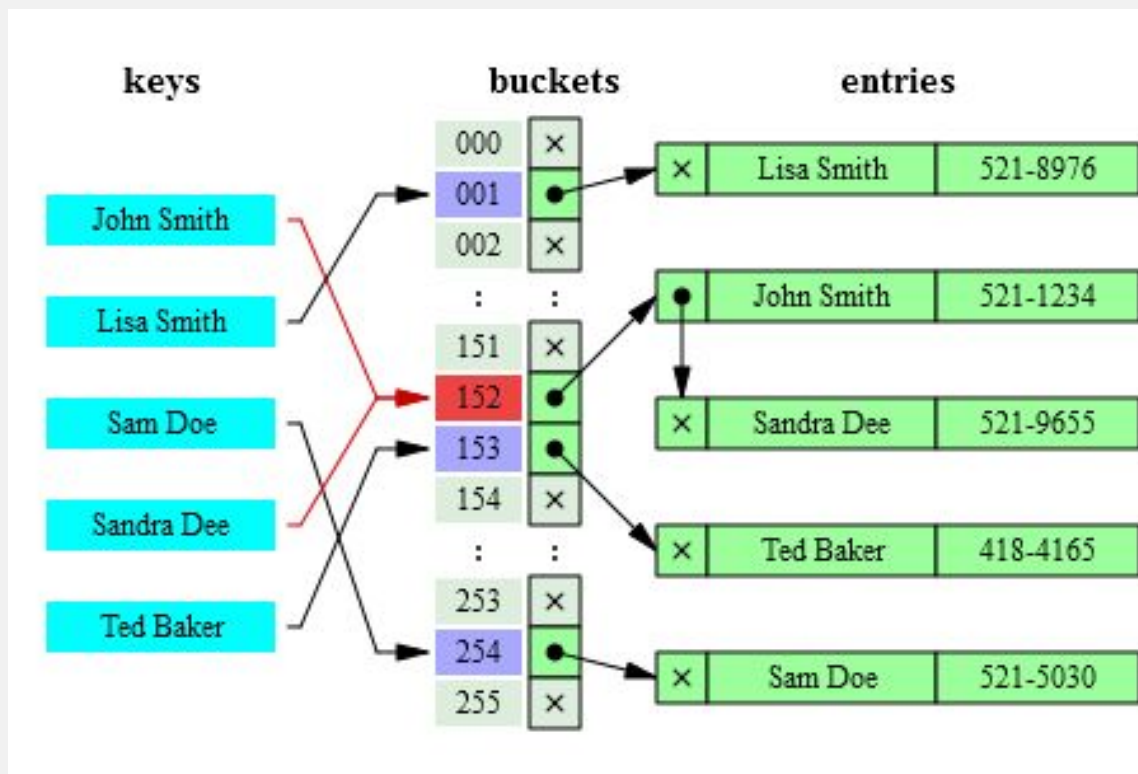 keys
buckets
entries
John Smith
Lisa Smith
Sam Doe
Sandra Dee
Ted Baker
000
001
002
:
151
152
153
154
:
253
254
255
×
×
:
×
×
:
×
×
× Lisa Smith 521-8976
John Smith 521-1234
× Sandra Dee 521-9655
× Ted Baker 418-4165
× Sam Doe 521-5030